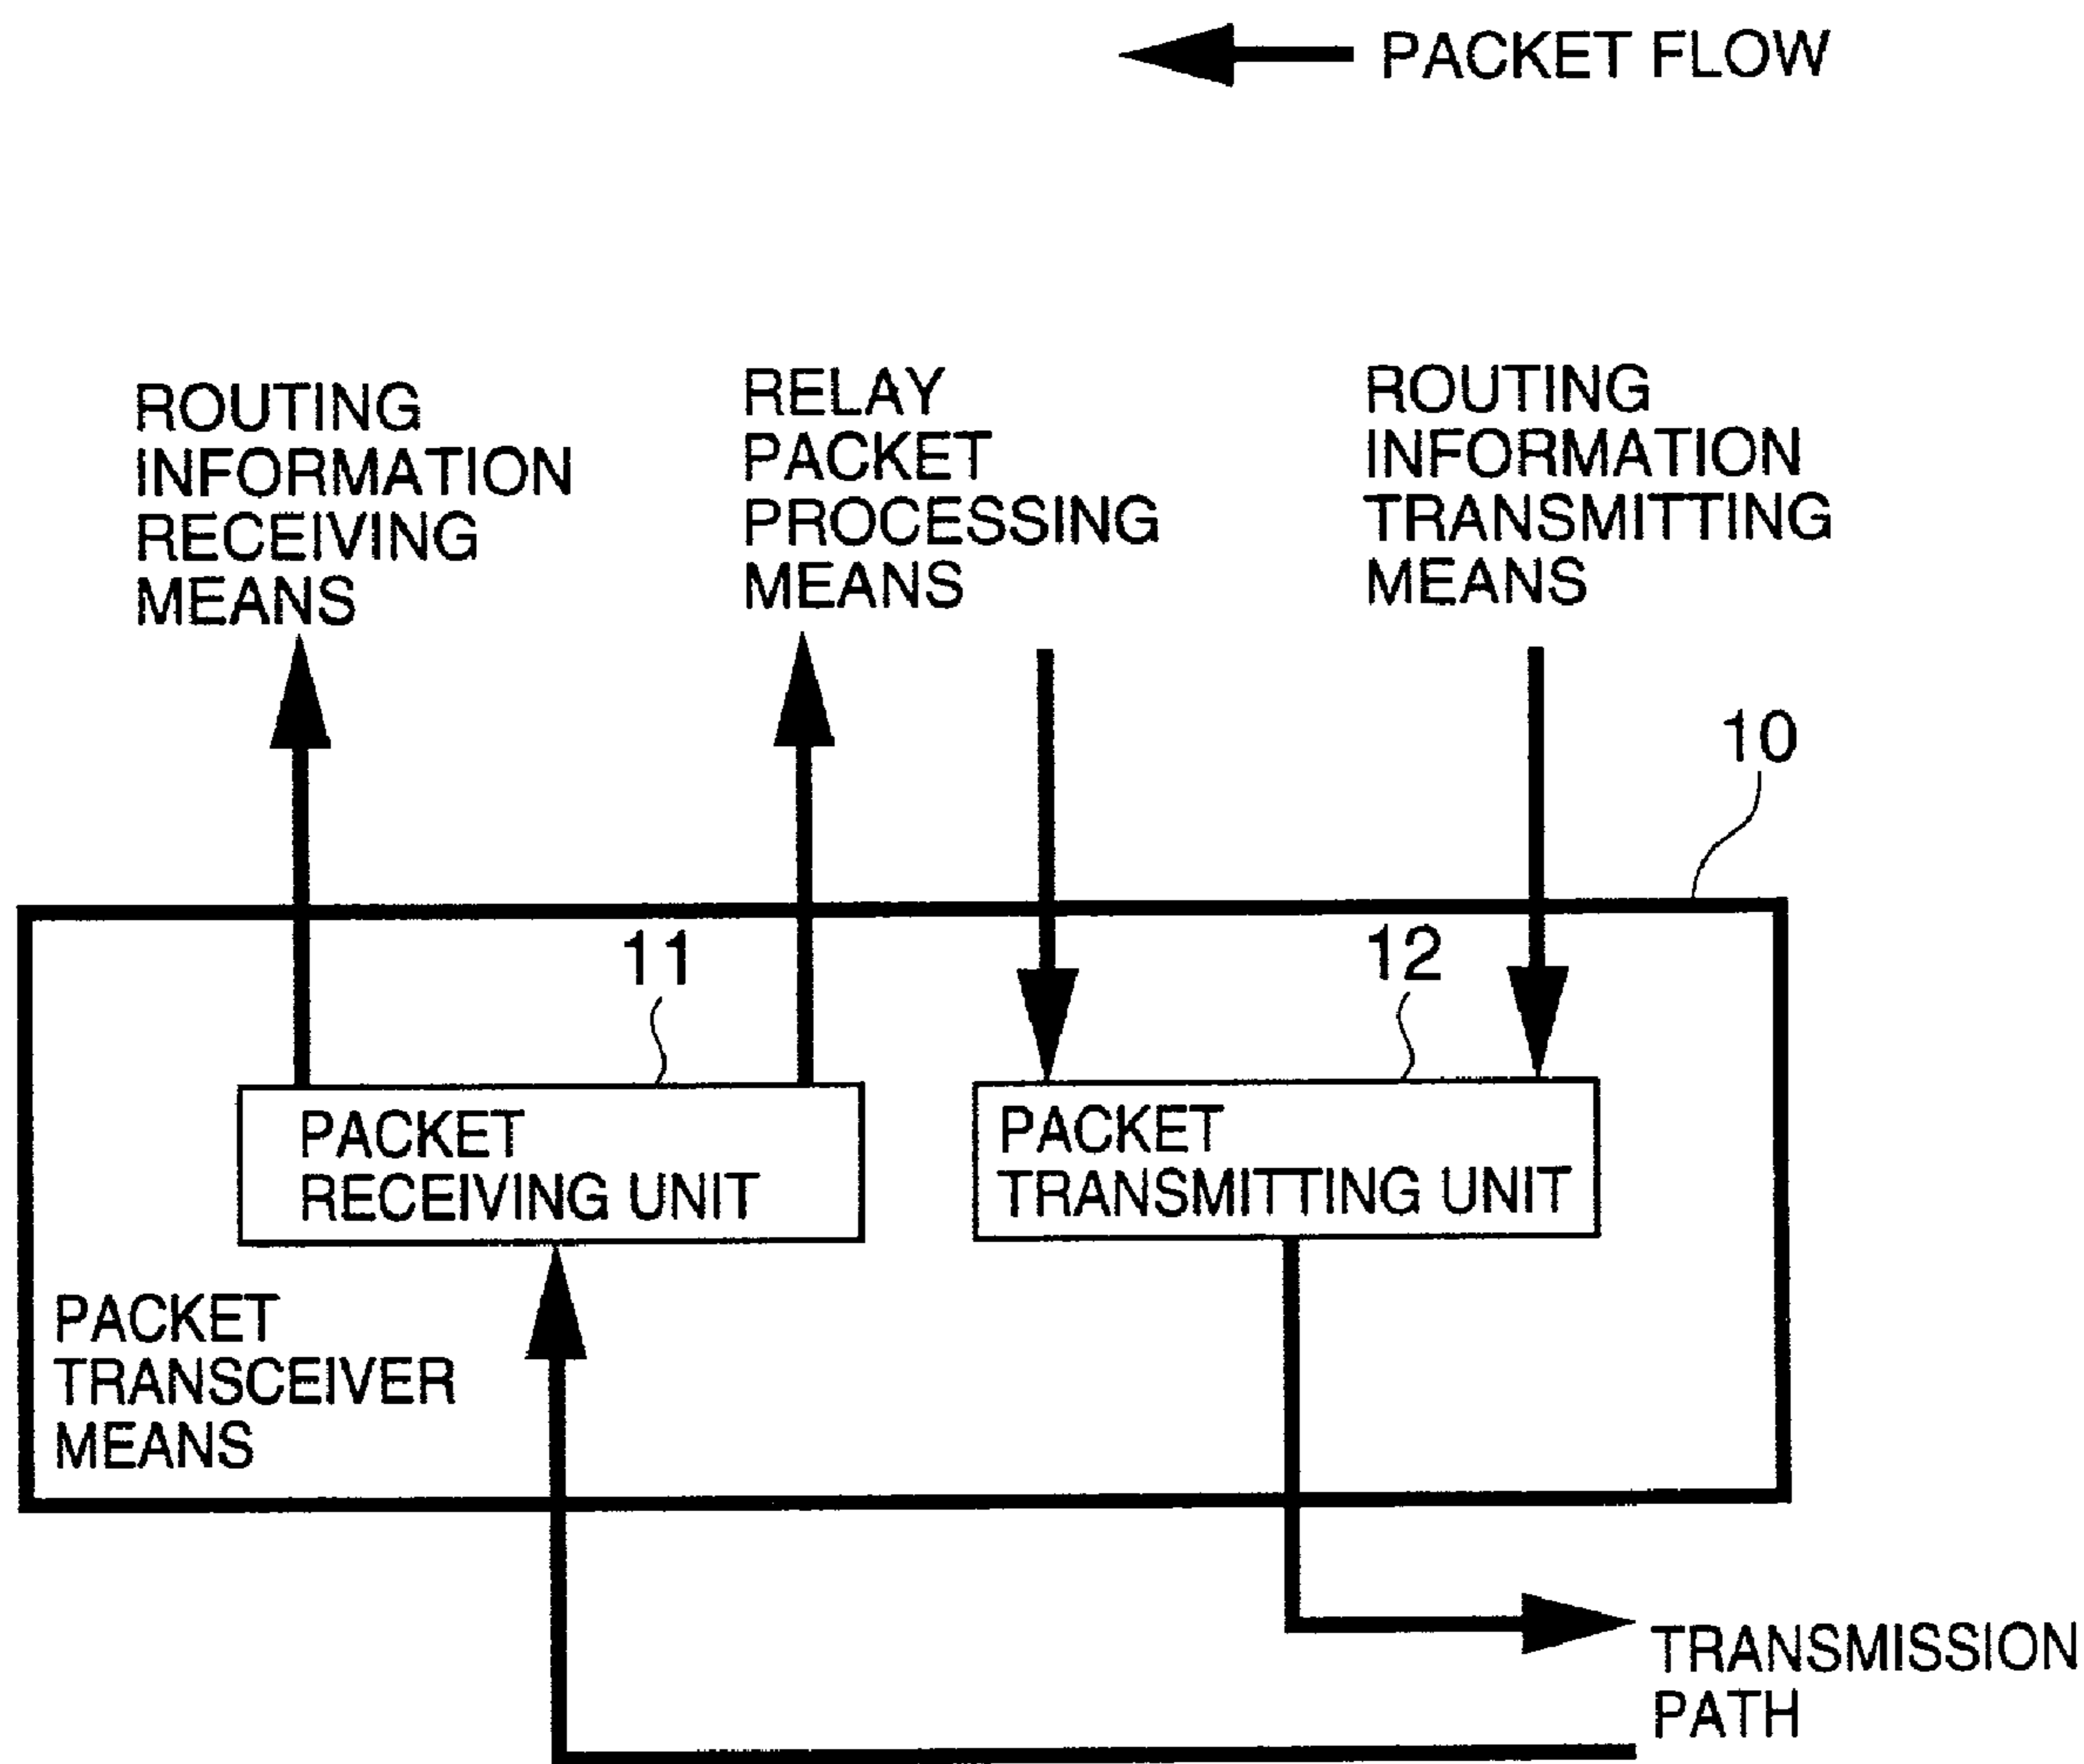 PACKET FLOW
ROUTING
INFORMATION
RECEIVING
MEANS
RELAY
PACKET
PROCESSING
MEANS
ROUTING
INFORMATION
TRANSMITTING
MEANS
10
11
12
PACKET
RECEIVING UNIT
PACKET
TRANSMITTING UNIT
PACKET
TRANSCEIVER
MEANS
TRANSMISSION
PATH